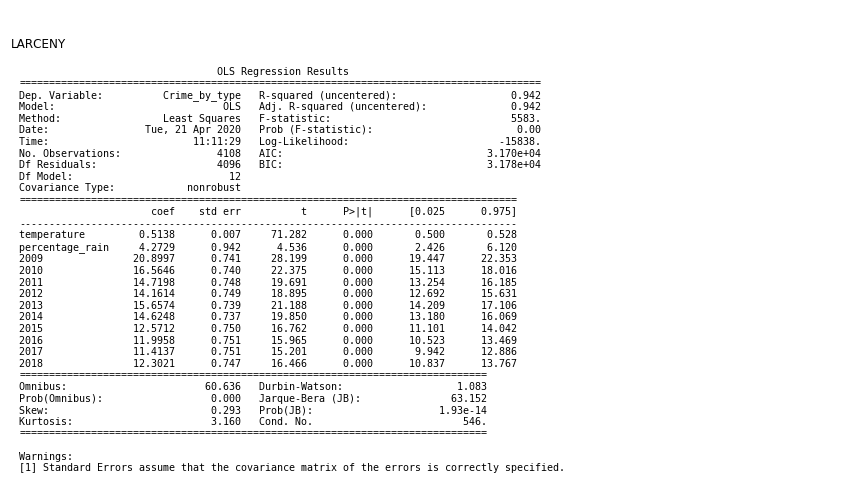 LARCENY
OLS Regression Results
=======================================================================================
Dep. Variable: Crime_by_type R-squared (uncentered): 0.942
Model: OLS Adj. R-squared (uncentered): 0.942
Method: Least Squares F-statistic: 5583.
Date: Tue, 21 Apr 2020 Prob (F-statistic): 0.00
Time: 11:11:29 Log-Likelihood: -15838.
No. Observations: 4108 AIC: 3.170e+04
Df Residuals: 4096 BIC: 3.178e+04
Df Model: 12
Covariance Type: nonrobust
===================================================================================
coef std err t P>|t| [0.025 0.975]
-----------------------------------------------------------------------------------
temperature 0.5138 0.007 71.282 0.000 0.500 0.528
percentage_rain 4.2729 0.942 4.536 0.000 2.426 6.120
2009 20.8997 0.741 28.199 0.000 19.447 22.353
2010 16.5646 0.740 22.375 0.000 15.113 18.016
2011 14.7198 0.748 19.691 0.000 13.254 16.185
2012 14.1614 0.749 18.895 0.000 12.692 15.631
2013 15.6574 0.739 21.188 0.000 14.209 17.106
2014 14.6248 0.737 19.850 0.000 13.180 16.069
2015 12.5712 0.750 16.762 0.000 11.101 14.042
2016 11.9958 0.751 15.965 0.000 10.523 13.469
2017 11.4137 0.751 15.201 0.000 9.942 12.886
2018 12.3021 0.747 16.466 0.000 10.837 13.767
==============================================================================
Omnibus: 60.636 Durbin-Watson: 1.083
Prob(Omnibus): 0.000 Jarque-Bera (JB): 63.152
Skew: 0.293 Prob(JB): 1.93e-14
Kurtosis: 3.160 Cond. No. 546.
==============================================================================
Warnings:
[1] Standard Errors assume that the covariance matrix of the errors is correctly specified.